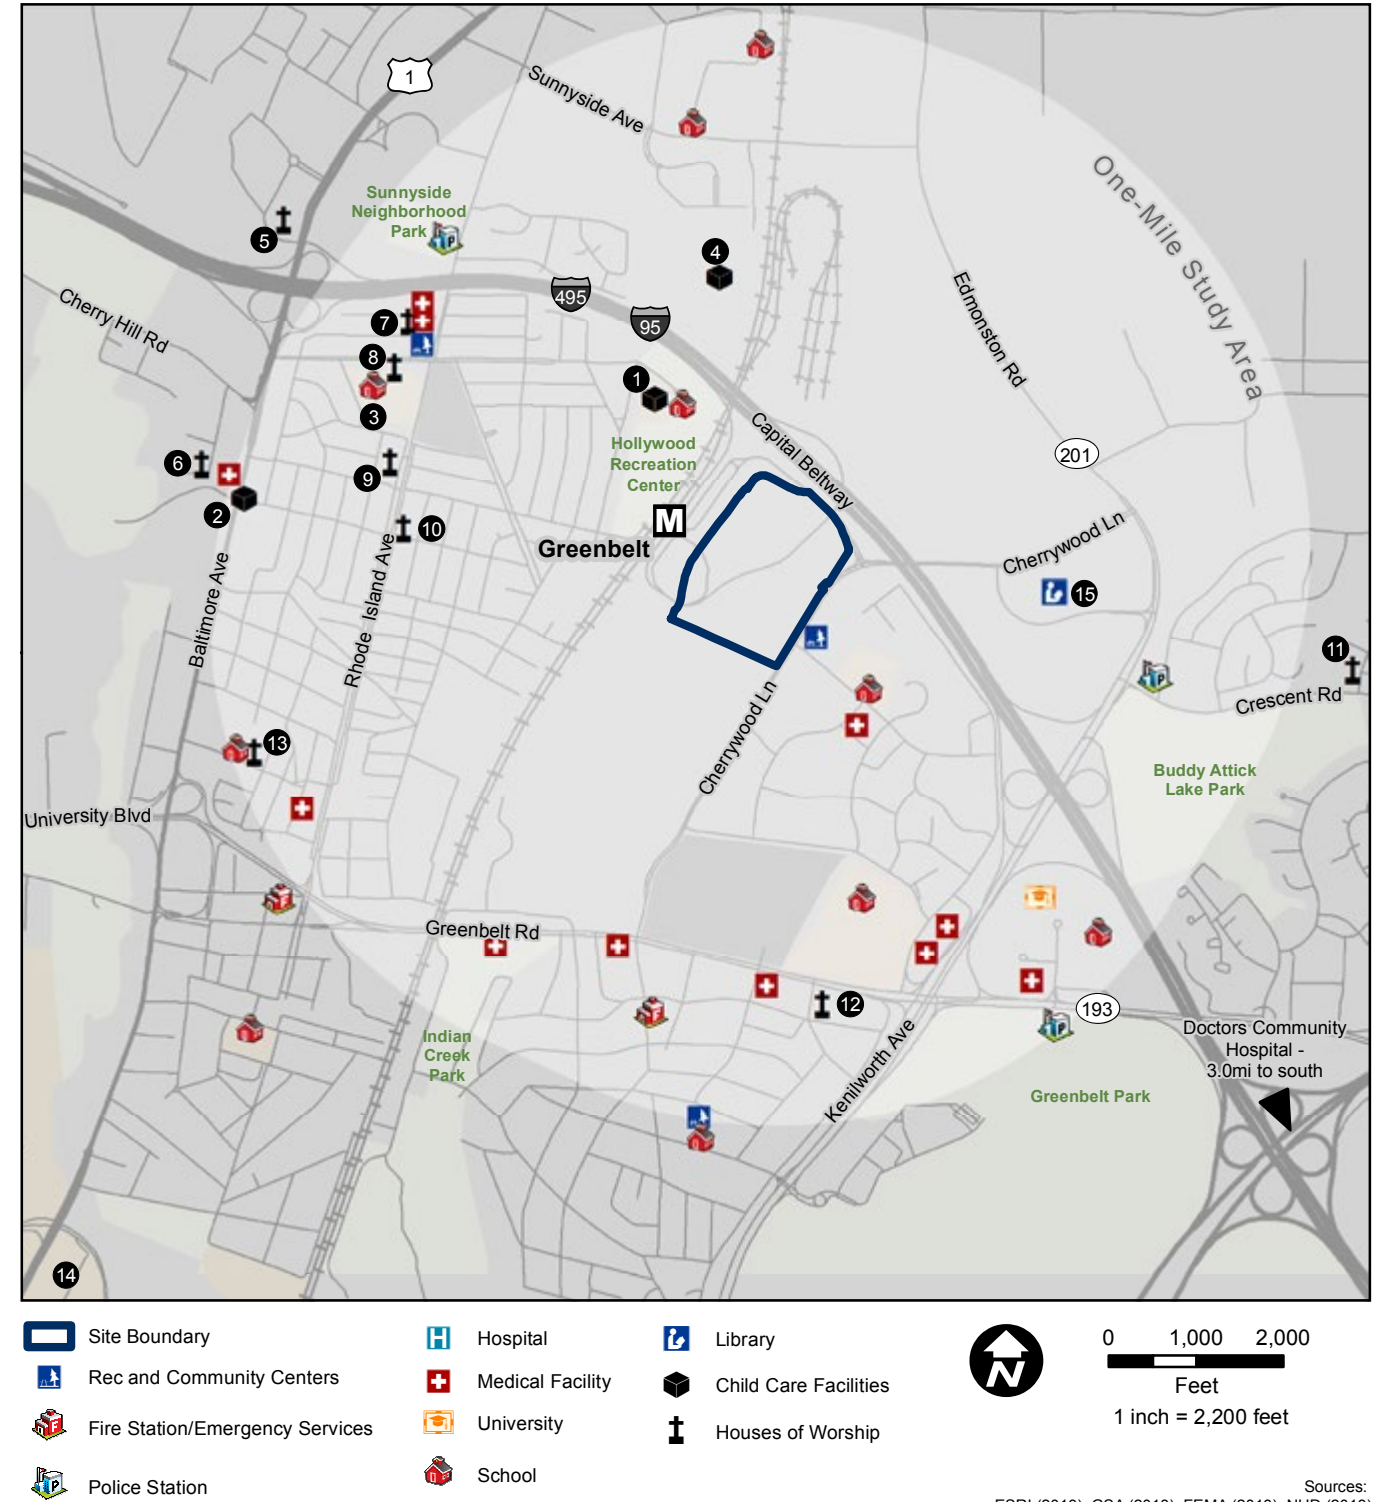 1
Sunnyside Ave
One-Mile Study Area
Sunnyside
Neighborhood
Park
P
5
4
Cherry Hill Rd
495
95
Edmonston Rd
7
8
1
3
Capital Beltway
Hollywood
Recreation
Center
201
6
9
2
10
M
Greenbelt
Cherrywood Ln
15
Baltimore Ave
Rhode Island Ave
11
P
Crescent Rd
Cherrywood Ln
13
Buddy Attick
Lake Park
University Blvd
F
Greenbelt Rd
12
193
F
P
Indian
Creek
Park
Kenilworth Ave
Doctors Community
Hospital -
3.0mi to south
Greenbelt Park
14
Site Boundary
H Hospital
Library
0 1,000 2,000
Rec and Community Centers
Medical Facility
Child Care Facilities
N
Feet
F Fire Station/Emergency Services
University
Houses of Worship
1 inch = 2,200 feet
P Police Station
School
Sources: